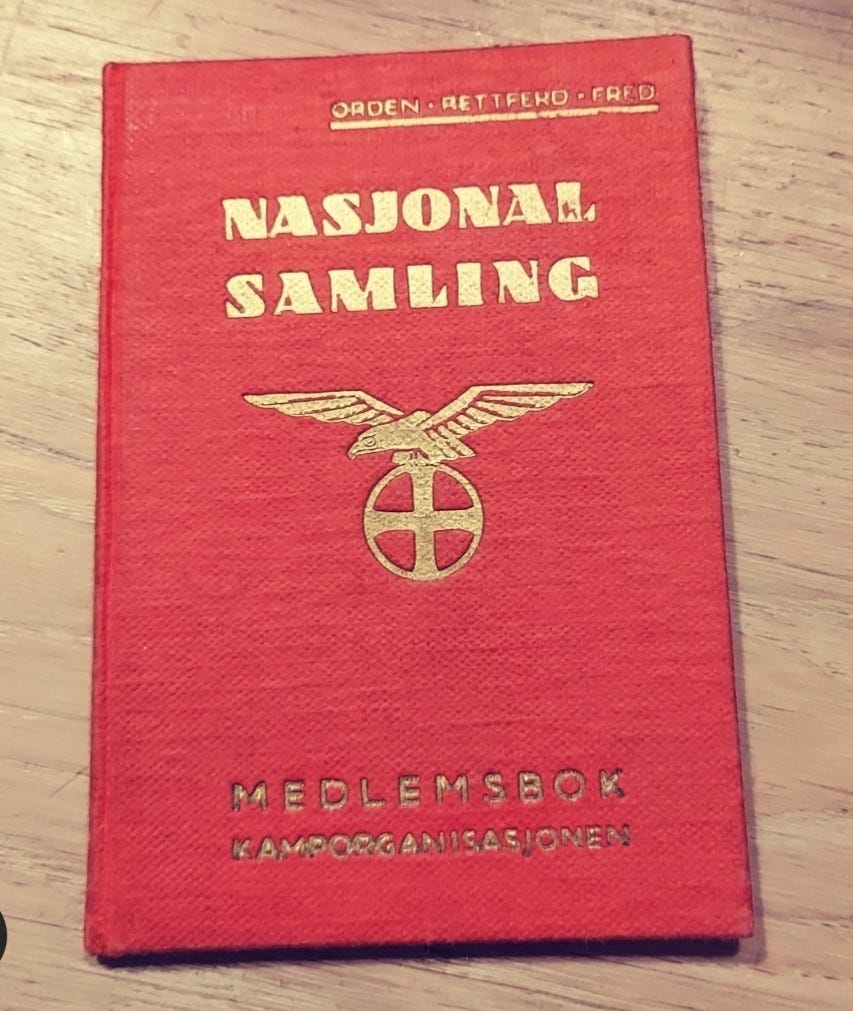 ORDEN · RETTFERD · FRED
NASJONAL
SAMLING
MEDLEMSBOK
KAMPORGANISASJONEN